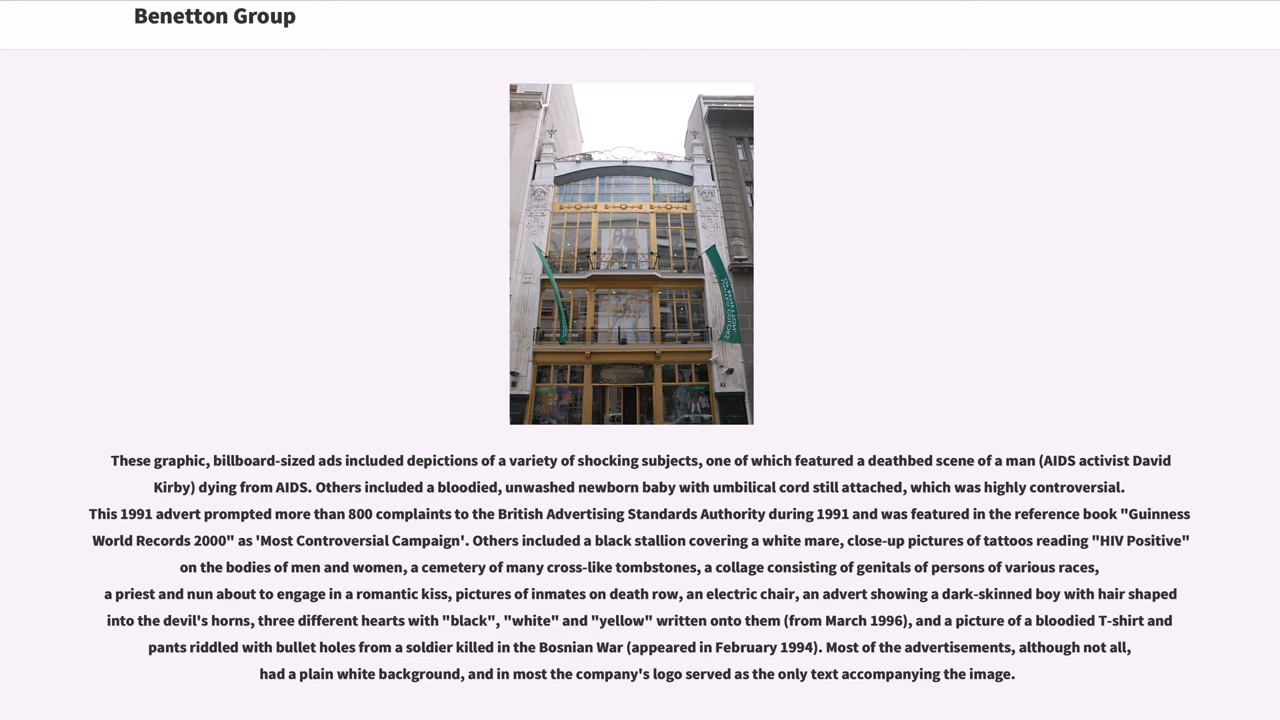 Benetton Group
These graphic, billboard-sized ads included depictions of a variety of shocking subjects, one of which featured a deathbed scene of a man (AIDS activist David
Kirby) dying from AIDS. Others included a bloodied, unwashed newborn baby with umbilical cord still attached, which was highly controversial.
This 1991 advert prompted more than 800 complaints to the British Advertising Standards Authority during 1991 and was featured in the reference book "Guinness
World Records 2000" as 'Most Controversial Campaign'. Others included a black stallion covering a white mare, close-up pictures of tattoos reading "HIV Positive"
on the bodies of men and women, a cemetery of many cross-like tombstones, a collage consisting of genitals of persons of various races,
a priest and nun about to engage in a romantic kiss, pictures of inmates on death row, an electric chair, an advert showing a dark-skinned boy with hair shaped
into the devil's horns, three different hearts with "black", "white" and "yellow" written onto them (from March 1996), and a picture of a bloodied T-shirt and
pants riddled with bullet holes from a soldier killed in the Bosnian War (appeared in February 1994). Most of the advertisements, although not all,
had a plain white background, and in most the company's logo served as the only text accompanying the image.